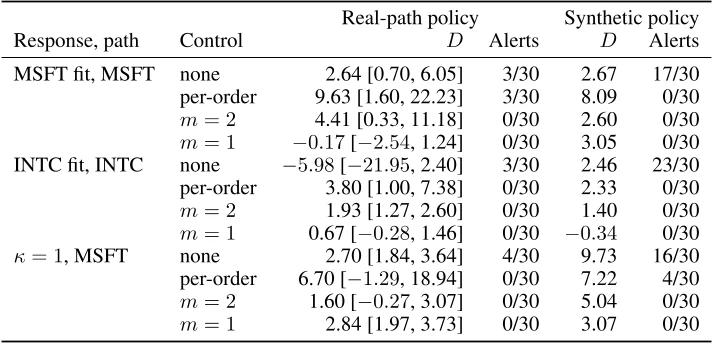 Real-path policy Synthetic policy
Response, path Control D Alerts D Alerts
MSFT fit, MSFT none 2.64 [0.70, 6.05] 3/30 2.67 17/30
per-order 9.63 [1.60, 22.23] 3/30 8.09 0/30
m = 2 4.41 [0.33, 11.18] 0/30 2.60 0/30
m = 1 −0.17 [−2.54, 1.24] 0/30 3.05 0/30
INTC fit, INTC none −5.98 [−21.95, 2.40] 3/30 2.46 23/30
per-order 3.80 [1.00, 7.38] 0/30 2.33 0/30
m = 2 1.93 [1.27, 2.60] 0/30 1.40 0/30
m = 1 0.67 [−0.28, 1.46] 0/30 −0.34 0/30
κ = 1, MSFT none 2.70 [1.84, 3.64] 4/30 9.73 16/30
per-order 6.70 [−1.29, 18.94] 0/30 7.22 4/30
m = 2 1.60 [−0.27, 3.07] 0/30 5.04 0/30
m = 1 2.84 [1.97, 3.73] 0/30 3.07 0/30